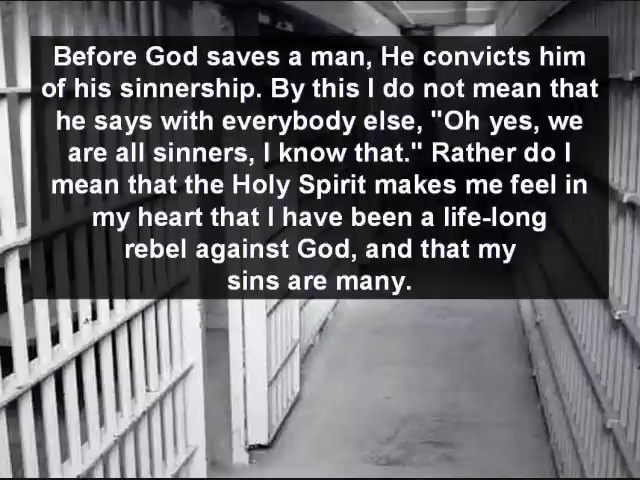 Before God saves a man, He convicts him
of his sinnership. By this I do not mean that
he says with everybody else, "Oh yes, we
are all sinners, I know that." Rather do I
mean that the Holy Spirit makes me feel in
my heart that I have been a life-long
rebel against God, and that my
sins are many.